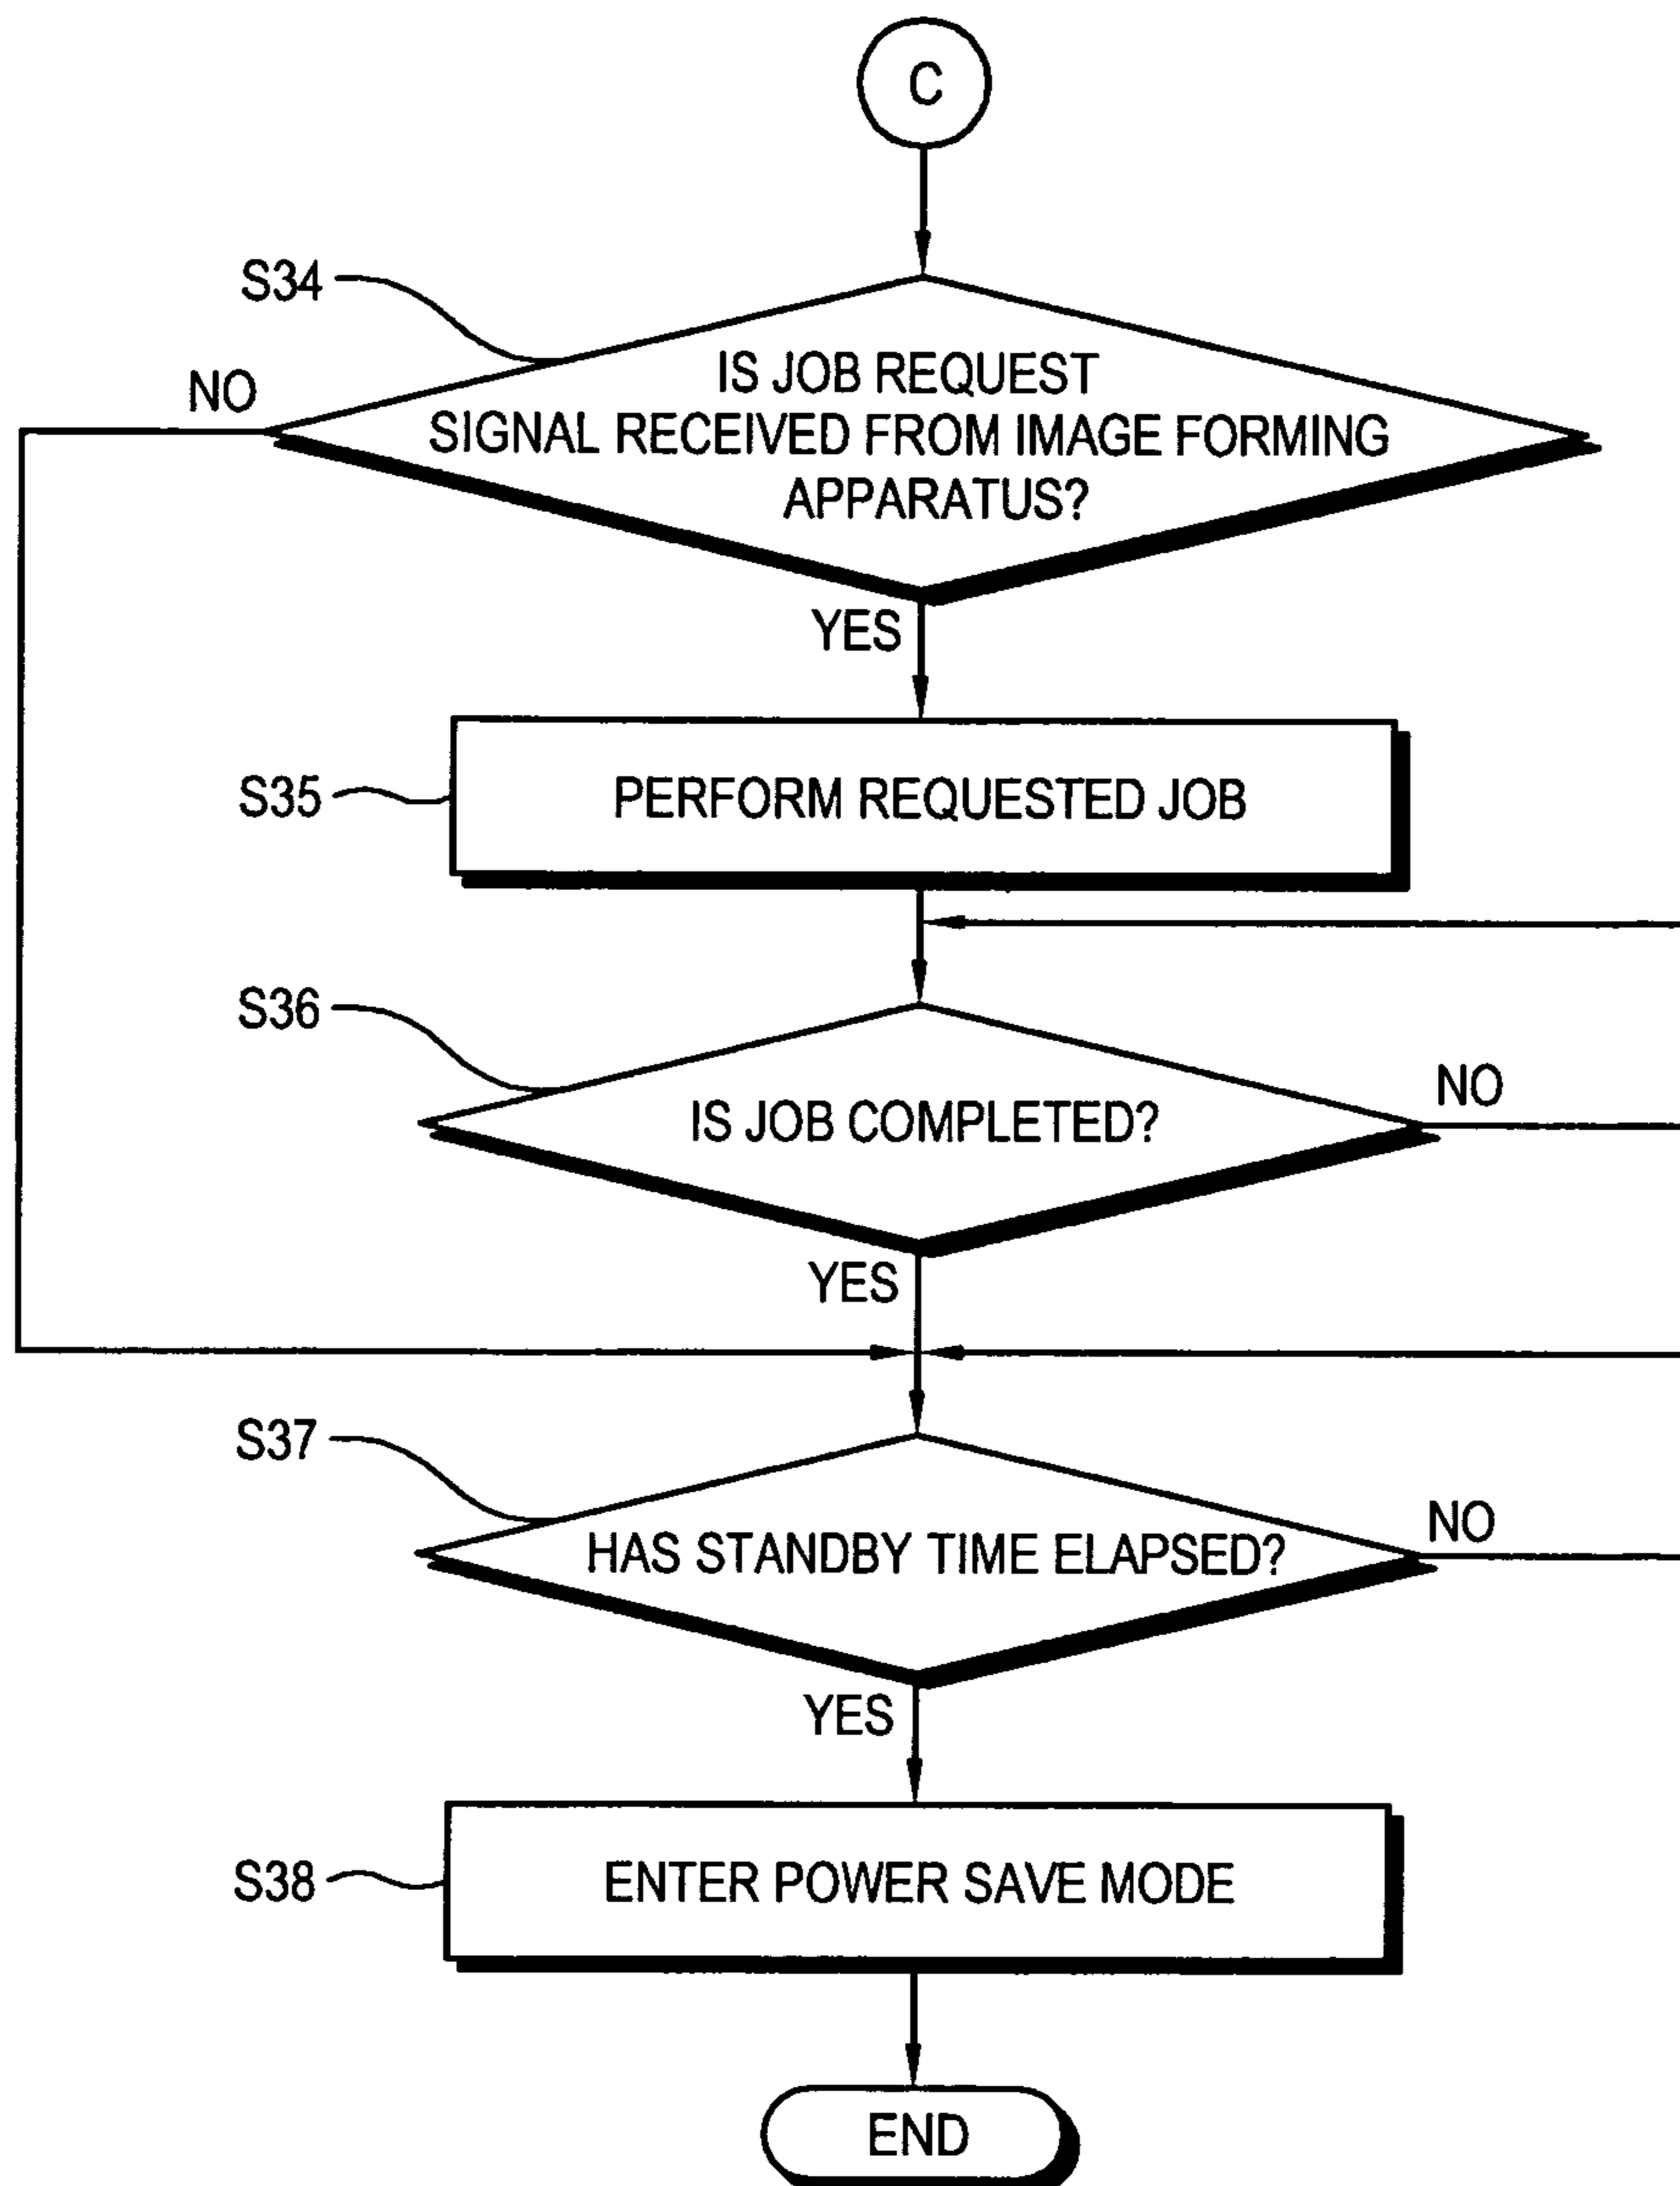 C
S34
NO
IS JOB REQUEST
SIGNAL RECEIVED FROM IMAGE FORMING
APPARATUS?
YES
S35
PERFORM REQUESTED JOB
S36
NO
IS JOB COMPLETED?
YES
S37
NO
HAS STANDBY TIME ELAPSED?
YES
S38
ENTER POWER SAVE MODE
END